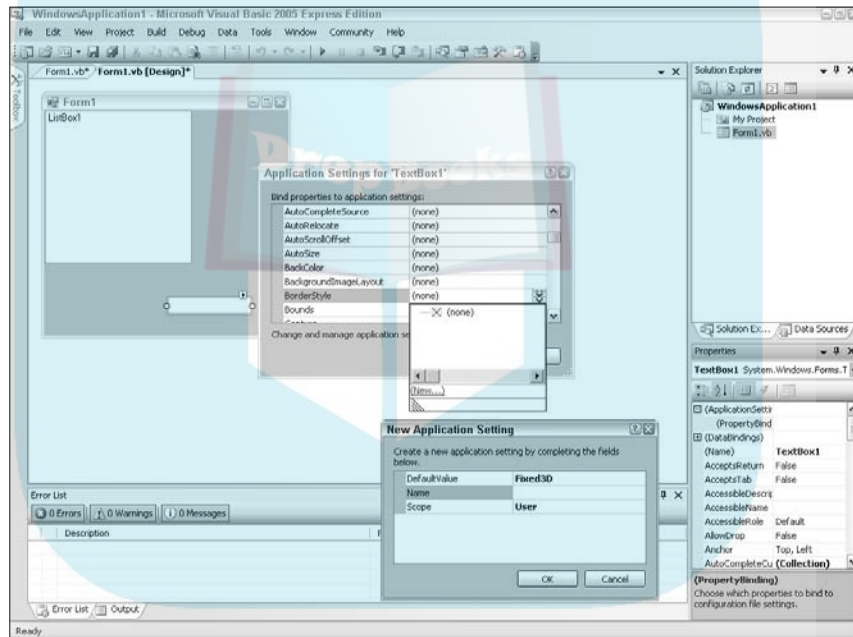 WindowsApplication1 - Microsoft Visual Basic 2005 Express Edition
File Edit View Project Build Debug Data Tools Window Community Help
Toolbox
Form1.vb* Form1.vb [Design]*
Form1
ListBox1
DropBooks
Application Settings for 'TextBox1'
Bind properties to application settings:
AutoCompleteSource (none)
AutoRelocate (none)
AutoScrollOffset (none)
AutoSize (none)
BackColor (none)
BackgroundImageLayout (none)
BorderStyle (none)
Bounds
(none)
Change and manage application se
(New...)
New Application Setting
Create a new application setting by completing the fields
below.
DefaultValue Fixed3D
Name
Scope User
OK Cancel
Error List
0 Errors 0 Warnings 0 Messages
Description
Error List Output
Ready
Solution Explorer
WindowsApplication1
My Project
Form1.vb
Solution Ex... Data Sources
Properties
TextBox1 System.Windows.Forms.T
(ApplicationSettir
(PropertyBind
(DataBindings)
(Name) TextBox1
AcceptsReturn False
AcceptsTab False
AccessibleDescrip
AccessibleName
AccessibleRole Default
AllowDrop False
Anchor Top, Left
AutoCompleteCu (Collection)
(PropertyBinding)
Choose which properties to bind to
configuration file settings.